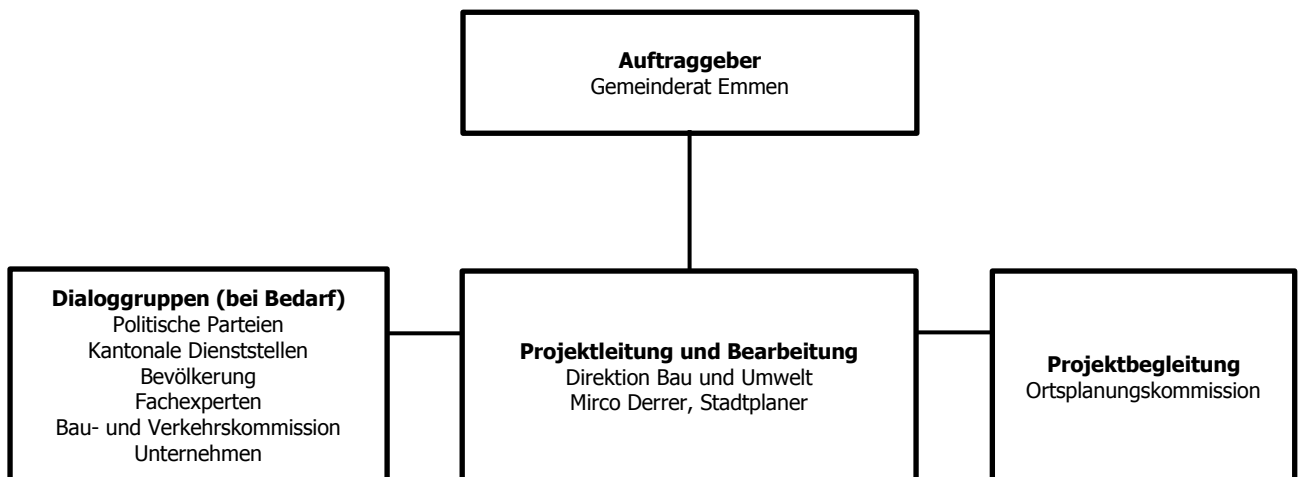 Auftraggeber
Gemeinderat Emmen
Dialoggruppen (bei Bedarf)
Politische Parteien
Kantonale Dienststellen
Bevölkerung
Fachexperten
Bau- und Verkehrskommission
Unternehmen
Projektleitung und Bearbeitung
Direktion Bau und Umwelt
Mirco Derrer, Stadtplaner
Projektbegleitung
Ortsplanungskommission